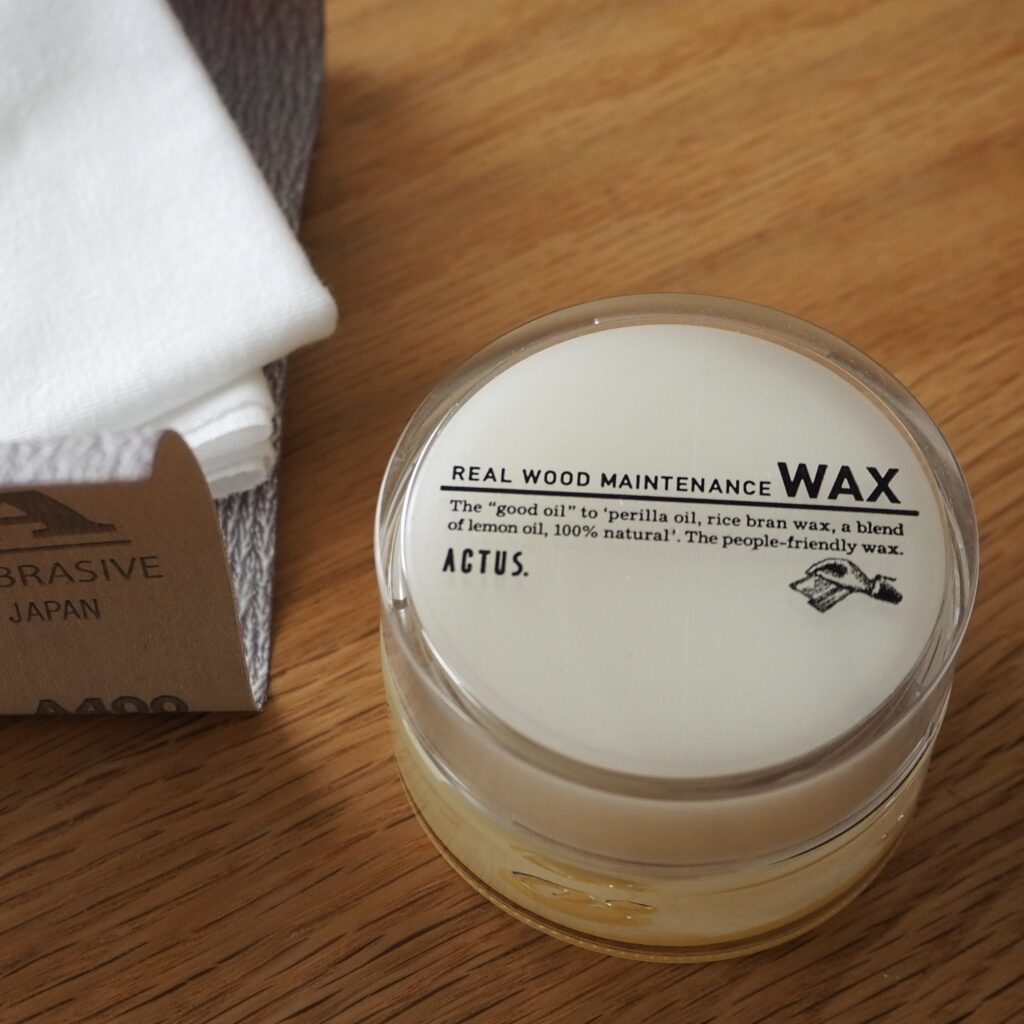 REAL WOOD MAINTENANCE WAX
The “good oil” to ‘perilla oil, rice bran wax, a blend
of lemon oil, 100% natural’. The people-friendly wax.
ACTUS.
A
BRASIVE
JAPAN
A400